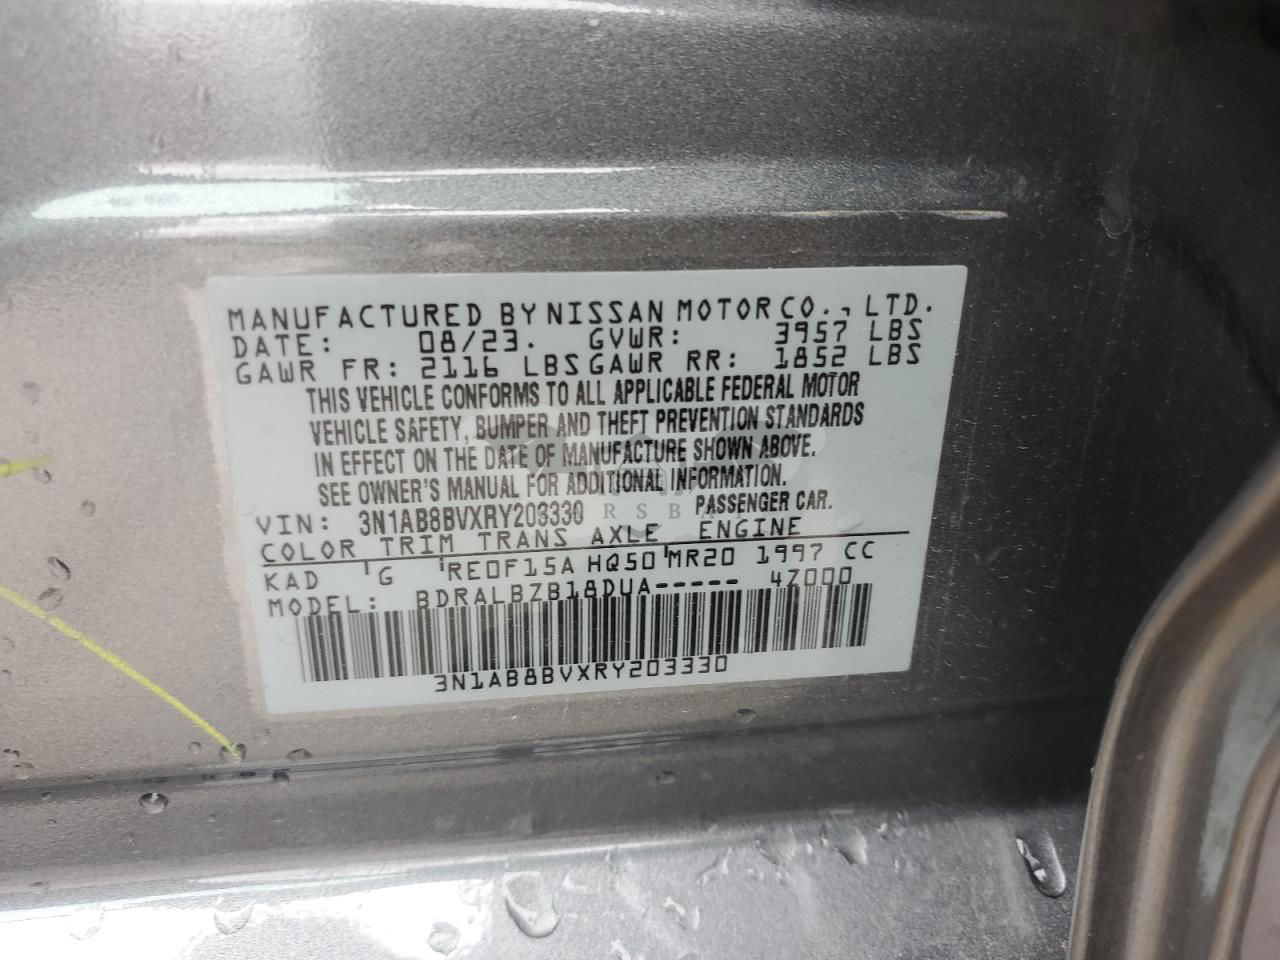 MANUFACTURED BY NISSAN MOTOR CO., LTD.
DATE: 08/23. GVWR: 3957 LBS
GAWR FR: 2116 LBS GAWR RR: 1852 LBS
THIS VEHICLE CONFORMS TO ALL APPLICABLE FEDERAL MOTOR
VEHICLE SAFETY, BUMPER AND THEFT PREVENTION STANDARDS
IN EFFECT ON THE DATE OF MANUFACTURE SHOWN ABOVE.
SEE OWNER'S MANUAL FOR ADDITIONAL INFORMATION.
VIN: 3N1AB8BVXRY203330 PASSENGER CAR.
COLOR TRIM TRANS AXLE ENGINE
KAD G RE0F15A HQ50 MR20 1997 CC
MODEL: BDRALBZB18DUA----- 4Z000
3N1AB8BVXRY203330